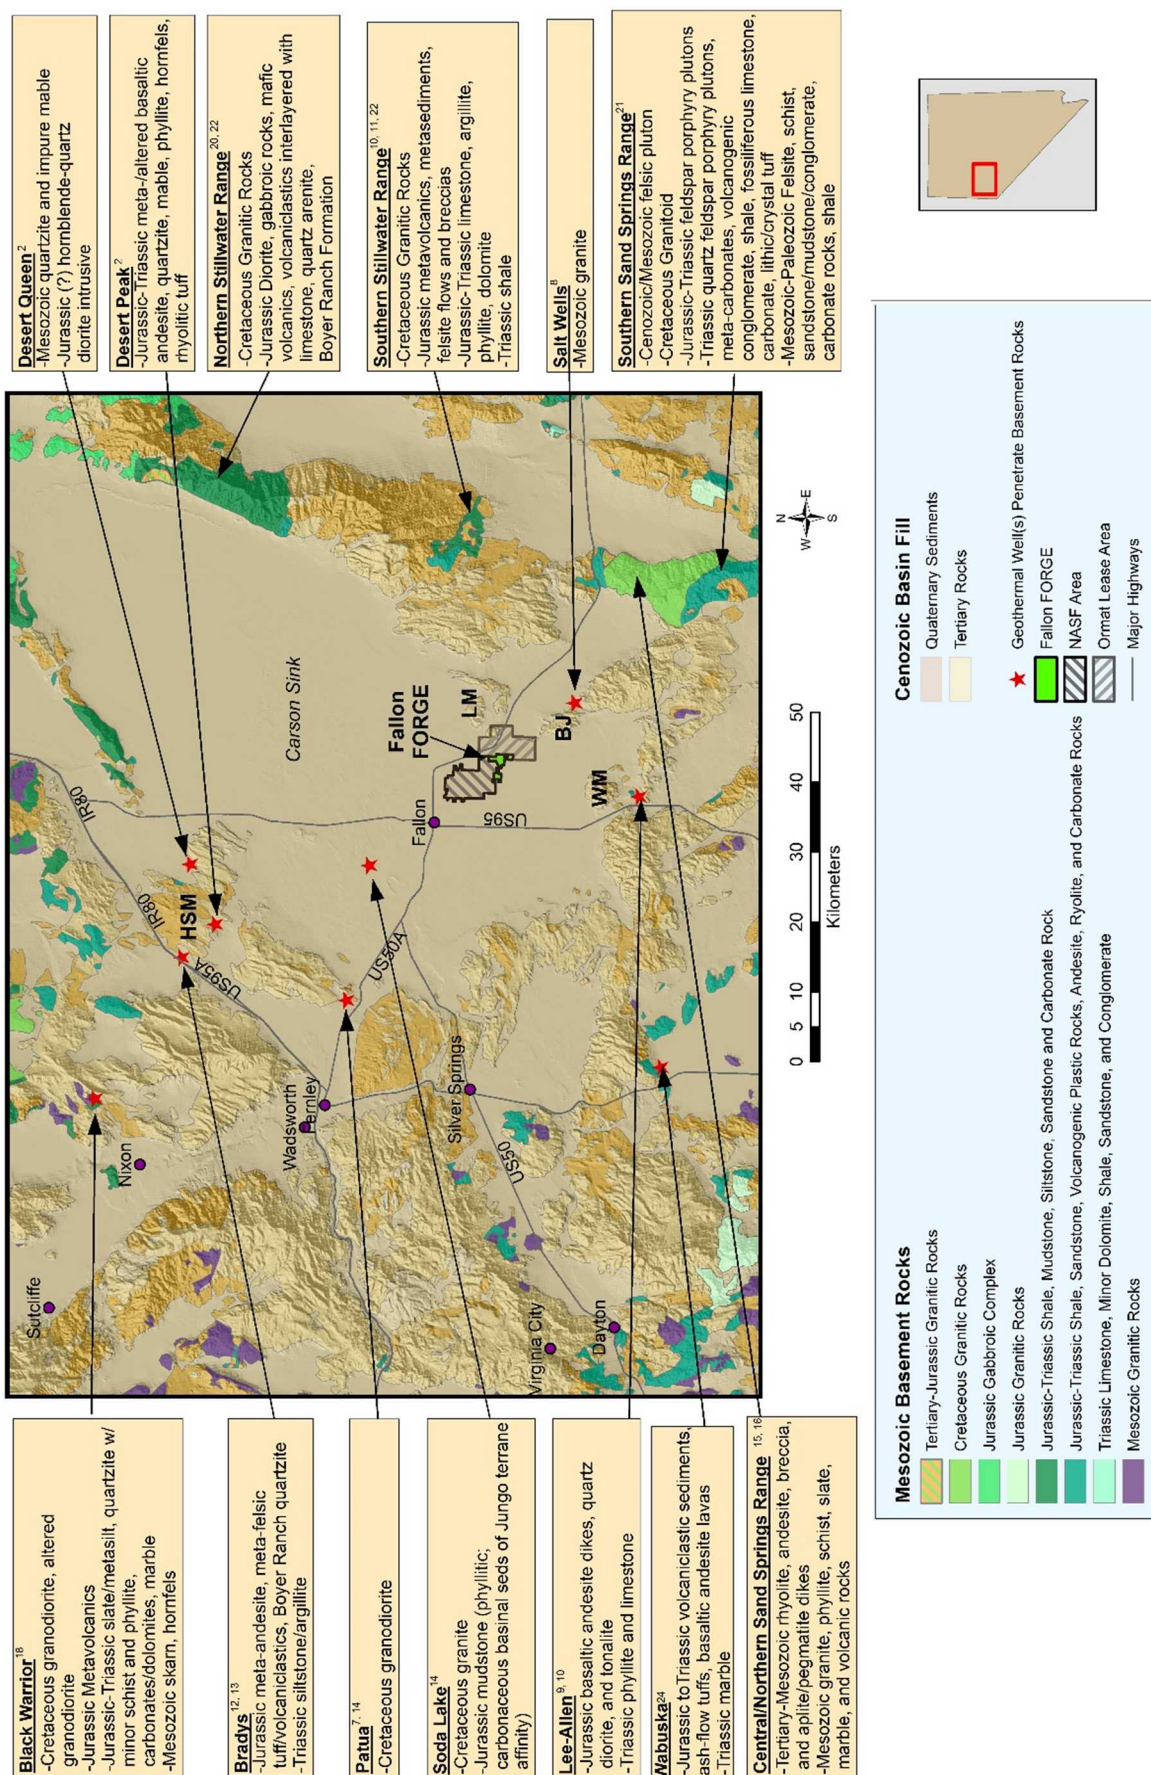 Black Warrior18
-Cretaceous granodiorite, altered
granodiorite
-Jurassic Metavolcanics
-Jurassic-Triassic slate/metasilt, quartzite w/
minor schist and phyllite,
carbonates/dolomites, marble
-Mesozoic skarn, hornfels
Bradys12, 13
-Jurassic meta-andesite, meta-felsic
tuff/volcaniclastics, Boyer Ranch quartzite
-Triassic siltstone/argillite
Patua7, 14
-Cretaceous granodiorite
Soda Lake14
-Cretaceous granite
-Jurassic mudstone (phyllitic;
carbonaceous basinal seds of Jungo terrane
affinity)
Lee-Allen9, 10
-Jurassic basaltic andesite dikes, quartz
diorite, and tonalite
-Triassic phyllite and limestone
Wabuska24
-Jurassic toTriassic volcaniclastic sediments,
ash-flow tuffs, basaltic andesite lavas
-Triassic marble
Central/Northern Sand Springs Range 15, 16
-Tertiary-Mesozoic rhyolite, andesite, breccia,
and aplite/pegmatite dikes
-Mesozoic granite, phyllite, schist, slate,
marble, and volcanic rocks
Sutcliffe
Nixon
Wadsworth
Fernley
Silver Springs
Virginia City
Dayton
US50
US50A
US95A
IR80
IR80
HSM
Carson Sink
Fallon
US95
Fallon
FORGE
LM
BJ
WM
N
W
E
S
0
5
10
20
30
40
50
Kilometers
Desert Queen2
-Mesozoic quartzite and impure mable
-Jurassic (?) hornblende-quartz
diorite intrusive
Desert Peak2
-Jurassic-Triassic meta-/altered basaltic
andesite, quartzite, mable, phyllite, hornfels,
rhyolitic tuff
Northern Stillwater Range20, 22
-Cretaceous Granitic Rocks
-Jurassic Diorite, gabbroic rocks, mafic
volcanics, volcaniclastics interlayered with
limestone, quartz arenite,
Boyer Ranch Formation
Southern Stillwater Range10, 11, 22
-Cretaceous Granitic Rocks
-Jurassic metavolcanics, metasediments,
felsite flows and breccias
-Jurassic-Triassic limestone, argillite,
phyllite, dolomite
-Triassic shale
Salt Wells8
-Mesozoic granite
Southern Sand Springs Range21
-Cenozoic/Mesozoic felsic pluton
-Cretaceous Granitoid
-Jurassic-Triassic feldspar porphyry plutons
-Triassic quartz feldspar porphyry plutons,
meta-carbonates, volcanogenic
conglomerate, shale, fossiliferous limestone,
carbonate, lithic/crystal tuff
-Mesozoic-Paleozoic Felsite, schist,
sandstone/mudstone/conglomerate,
carbonate rocks, shale
Mesozoic Basement Rocks
Tertiary-Jurassic Granitic Rocks
Cretaceous Granitic Rocks
Jurassic Gabbroic Complex
Jurassic Granitic Rocks
Jurassic-Triassic Shale, Mudstone, Siltstone, Sandstone and Carbonate Rock
Jurassic-Triassic Shale, Sandstone, Volcanogenic Plastic Rocks, Andesite, Ryolite, and Carbonate Rocks
Triassic Limestone, Minor Dolomite, Shale, Sandstone, and Conglomerate
Mesozoic Granittic Rocks
Cenozoic Basin Fill
Quaternary Sediments
Tertiary Rocks
Geothermal Well(s) Penetrate Basement Rocks
Fallon FORGE
NASF Area
Ormat Lease Area
Major Highways